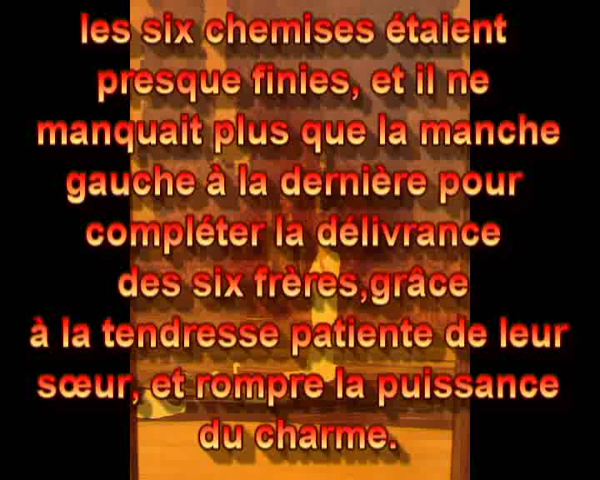 les six chemises étaient
presque finies, et il ne
manquait plus que la manche
gauche à la dernière pour
compléter la délivrance
des six frères,grâce
à la tendresse patiente de leur
sœur, et rompre la puissance
du charme.